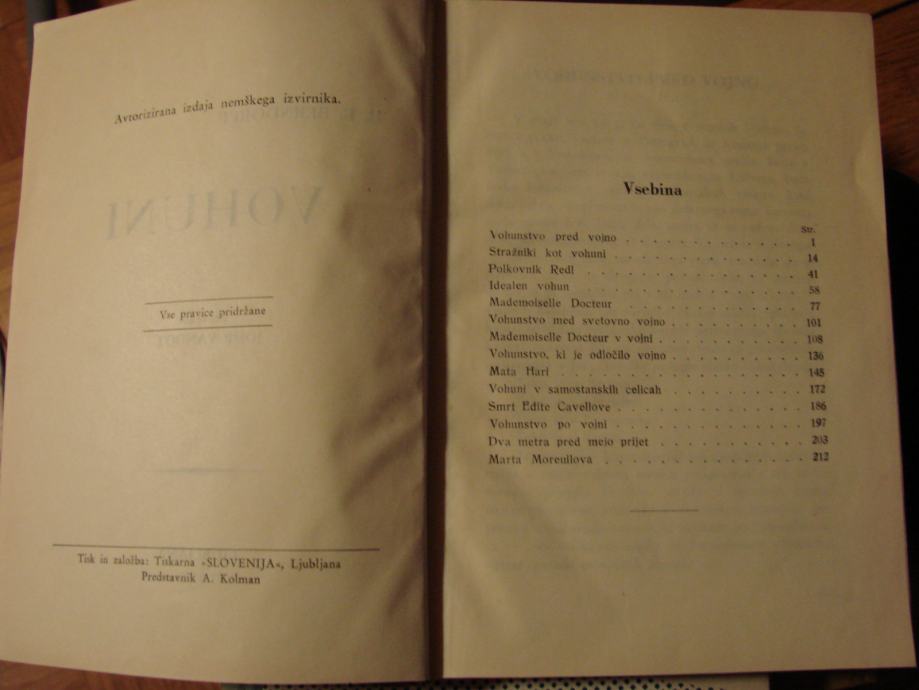 Avtorizirana izdaja nemškega izvirnika.
VOHUNI
Vse pravice pridržane
Tisk in založba: Tiskarna »SLOVENIJA«, Ljubljana
Predstavnik A. Kolman
Vsebina
Str.
Vohunstvo pred vojno . . . . . . . . . . . 1
Stražniki kot vohuni . . . . . . . . . . . 14
Polkovnik Redl . . . . . . . . . . . . . 41
Idealen vohun . . . . . . . . . . . . . 58
Mademoiselle Docteur . . . . . . . . . . 77
Vohunstvo med svetovno vojno . . . . . . . . 101
Mademoiselle Docteur v vojni . . . . . . . . 108
Vohunstvo, ki je odločilo vojno . . . . . . . . 136
Mata Hari . . . . . . . . . . . . . . 145
Vohuni v samostanskih celicah . . . . . . . . 172
Smrt Edite Cavellove . . . . . . . . . . . 186
Vohunstvo po vojni . . . . . . . . . . . 197
Dva metra pred mejo prijet . . . . . . . . . 203
Marta Moreullova . . . . . . . . . . . . 212